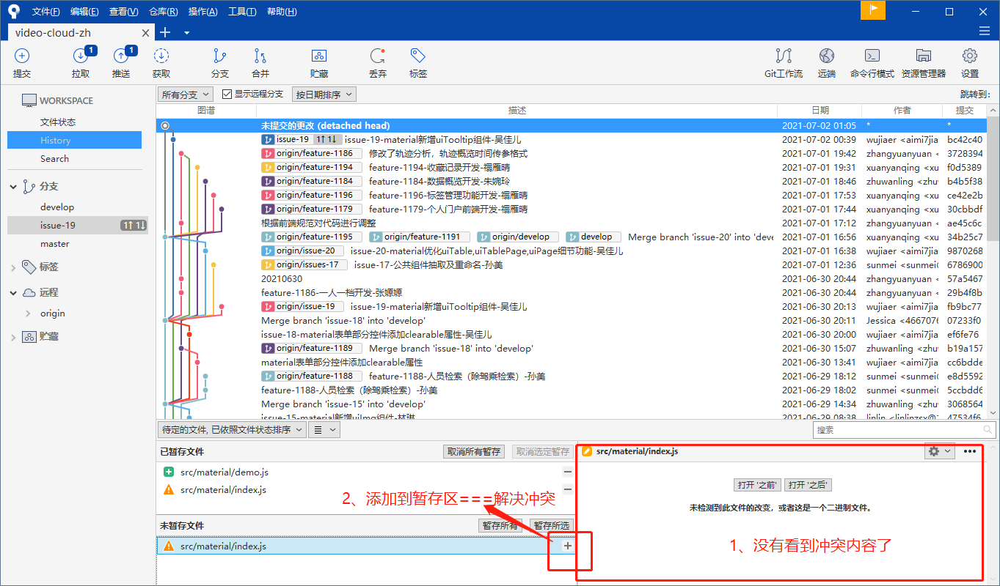 文件(F) 编辑(E) 查看(V) 仓库(R) 操作(A) 工具(T) 帮助(H)
video-cloud-zh
1 1
提交 拉取 推送 获取 分支 合并 贮藏 丢弃 标签 Git工作流 远端 命令行模式 资源管理器 设置
WORKSPACE
文件状态
History
Search
分支
develop
issue-19 1↑ 1↓
master
标签
远程
origin
贮藏
所有分支 显示远程分支 按日期排序 跳转到:
图谱 描述 日期 作者 提交
未提交的更改 (detached head) 2021-07-02 01:05 * *
issue-19 1↑ 1↓ issue-19-material新增uiTooltip组件-吴佳儿 2021-07-02 00:39 wujiaer <aimi7jia bc42c40
origin/feature-1186 修改了轨迹分析，轨迹概览时间传参格式 2021-07-01 19:42 zhangyuanyuan < 3728394
origin/feature-1194 feature-1194-收藏记录开发-禤雁晴 2021-07-01 19:31 xuanyanqing <xu f0d5389
origin/feature-1184 feature-1184-数据概览开发-朱婉玲 2021-07-01 18:46 zhuwanling <zhu b4b5f38
origin/feature-1196 feature-1196-标签管理功能开发-禤雁晴 2021-07-01 17:53 xuanyanqing <xu ce42e2b
origin/feature-1179 feature-1179-个人门户前端开发-禤雁晴 2021-07-01 17:44 xuanyanqing <xu 30cbbdf
根据前端规范对代码进行调整 2021-07-01 17:12 zhangyuanyuan < ae45c6c
origin/feature-1195 origin/feature-1191 origin/develop develop Merge branch 'issue-20' into 'deve 2021-07-01 16:56 xuanyanqing <xu 34b25c7
origin/issue-20 issue-20-material优化uiTable,uiTablePage,uiPage细节功能-吴佳儿 2021-07-01 16:38 wujiaer <aimi7jia 9870268
origin/issues-17 issue-17-公共组件抽取及重命名-孙美 2021-07-01 12:36 sunmei <sunmei 6786900
20210630 2021-06-30 20:44 zhangyuanyuan < 57a5467
feature-1186-一人一档开发-张嫄嫄 2021-06-30 20:44 zhangyuanyuan < 29b4f8b
origin/issue-19 issue-19-material新增uiTooltip组件-吴佳儿 2021-06-30 20:13 wujiaer <aimi7jia fb9bc77
Merge branch 'issue-18' into 'develop' 2021-06-30 20:11 Jessica <4667076 07233f0
issue-18-material表单部分控件添加clearable属性-吴佳儿 2021-06-30 20:00 wujiaer <aimi7jia ef6fe76
origin/feature-1189 Merge branch 'issue-18' into 'develop' 2021-06-30 15:07 zhangyuanyuan < b19a157
material表单部分控件添加clearable属性 2021-06-30 13:41 wujiaer <aimi7jia cc6bdde
origin/feature-1188 feature-1188-人员检索（除驾乘检索）-孙美 2021-06-29 18:12 sunmei <sunmei e8d5592
feature-1188-人员检索（除驾乘检索）-孙美 2021-06-29 18:02 sunmei <sunmei 5ccbdd6
Merge branch 'issue-15' into 'develop' 2021-06-29 14:34 zhuwanling <zhu 3068564
issue-15-material新增uiImg组件-林琳 2021-06-29 08:38 linlin <linlinzsx@ 47534f6
待定的文件, 已依照文件状态排序 搜索
已暂存文件 取消所有暂存 取消选定暂存
src/material/demo.js
src/material/index.js
2、添加到暂存区===解决冲突
未暂存文件 暂存所有 暂存所选
src/material/index.js
src/material/index.js
打开 '之前' 打开 '之后'
未检测到此文件的改变，或者这是一个二进制文件。
1、没有看到冲突内容了